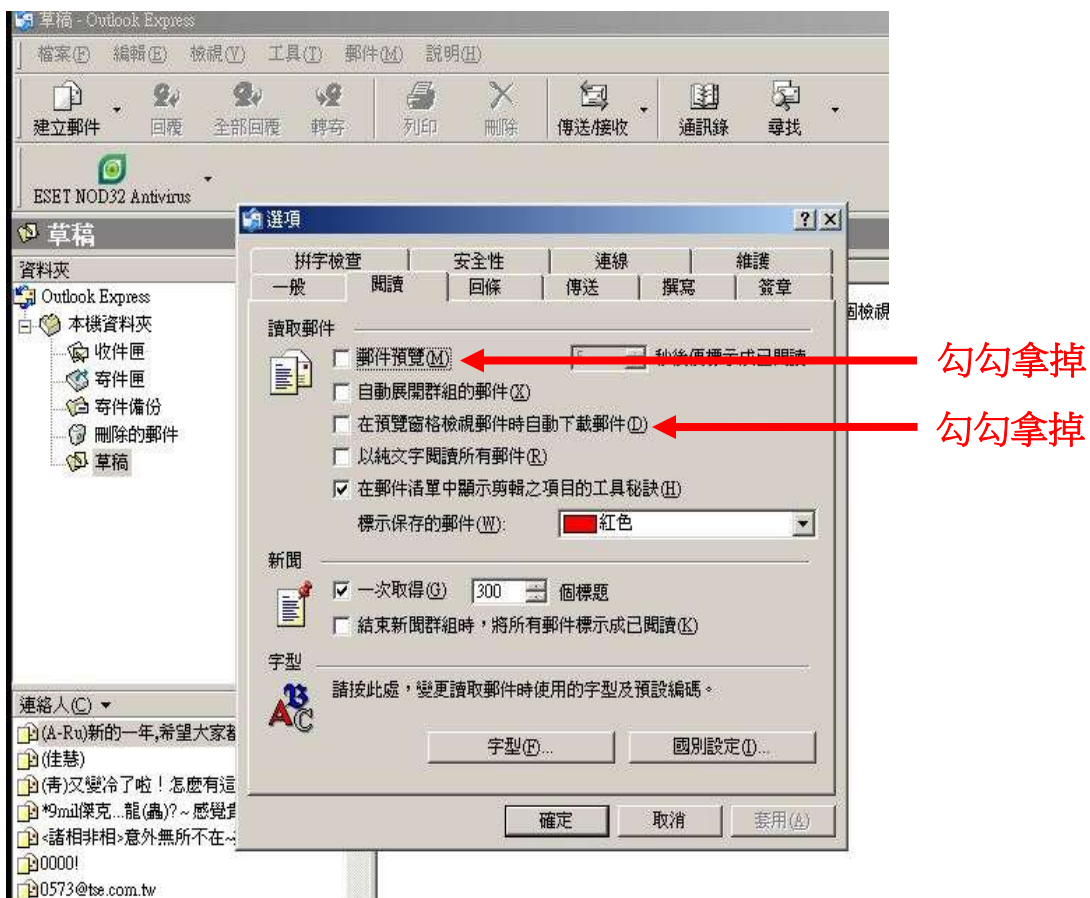 草稿 - Outlook Express
檔案(F) 編輯(E) 檢視(V) 工具(T) 郵件(M) 說明(H)
建立郵件 回覆 全部回覆 轉寄 列印 刪除 傳送/接收 通訊錄 尋找
ESET NOD32 Antivirus
草稿
資料夾
Outlook Express
本機資料夾
收件匣
寄件匣
寄件備份
刪除的郵件
草稿
選項
拼字檢查 安全性 連線 維護
一般 閱讀 回條 傳送 撰寫 簽章
個檢視
讀取郵件
郵件預覽(M) 5 秒後便標示成已閱讀
勾勾拿掉
自動展開群組的郵件(X)
在預覽窗格檢視郵件時自動下載郵件(D)
勾勾拿掉
以純文字閱讀所有郵件(R)
在郵件清單中顯示剪輯之項目的工具秘訣(H)
標示保存的郵件(W): 紅色
新聞
一次取得(G) 300 個標題
結束新聞群組時，將所有郵件標示成已閱讀(K)
字型
請按此處，變更讀取郵件時使用的字型及預設編碼。
字型(F)... 國別設定(I)...
確定 取消 套用(A)
連絡人(C)
(A-Ru)新的一年,希望大家都
(佳慧)
(青)又變冷了啦！怎麼有這
*9mil傑克...龍(蟲)?~感覺
<諸相非相>意外無所不在~
0000!
0573@tse.com.tw